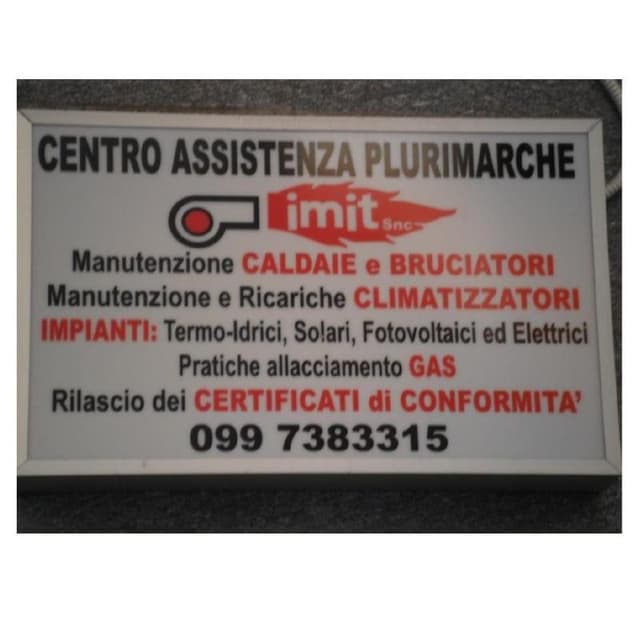 CENTRO ASSISTENZA PLURIMARCHE
imit Snc
Manutenzione CALDAIE e BRUCIATORI
Manutenzione e Ricariche CLIMATIZZATORI
IMPIANTI: Termo-Idrici, Solari, Fotovoltaici ed Elettrici
Pratiche allacciamento GAS
Rilascio dei CERTIFICATI di CONFORMITA'
099 7383315